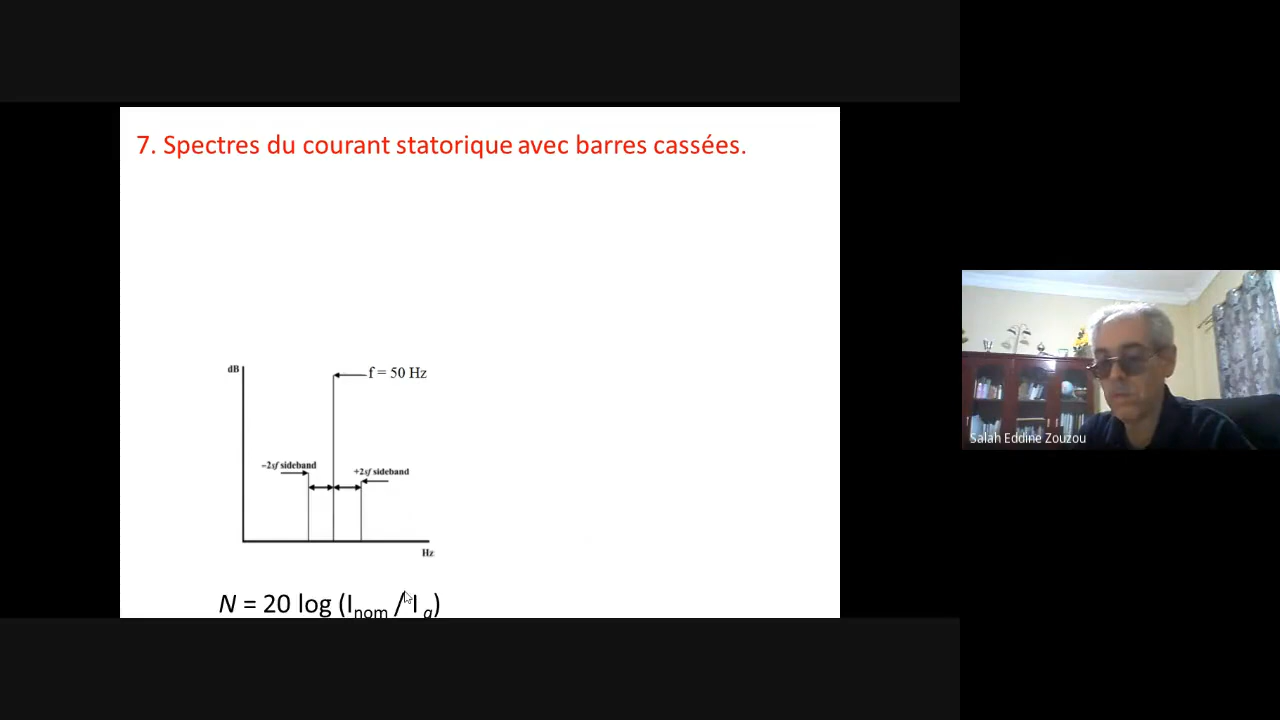 7. Spectres du courant statorique avec barres cassées.
dB
f = 50 Hz
−2sf sideband
+2sf sideband
Hz
N = 20 log (Inom / Ia)
Salah Eddine Zouzou